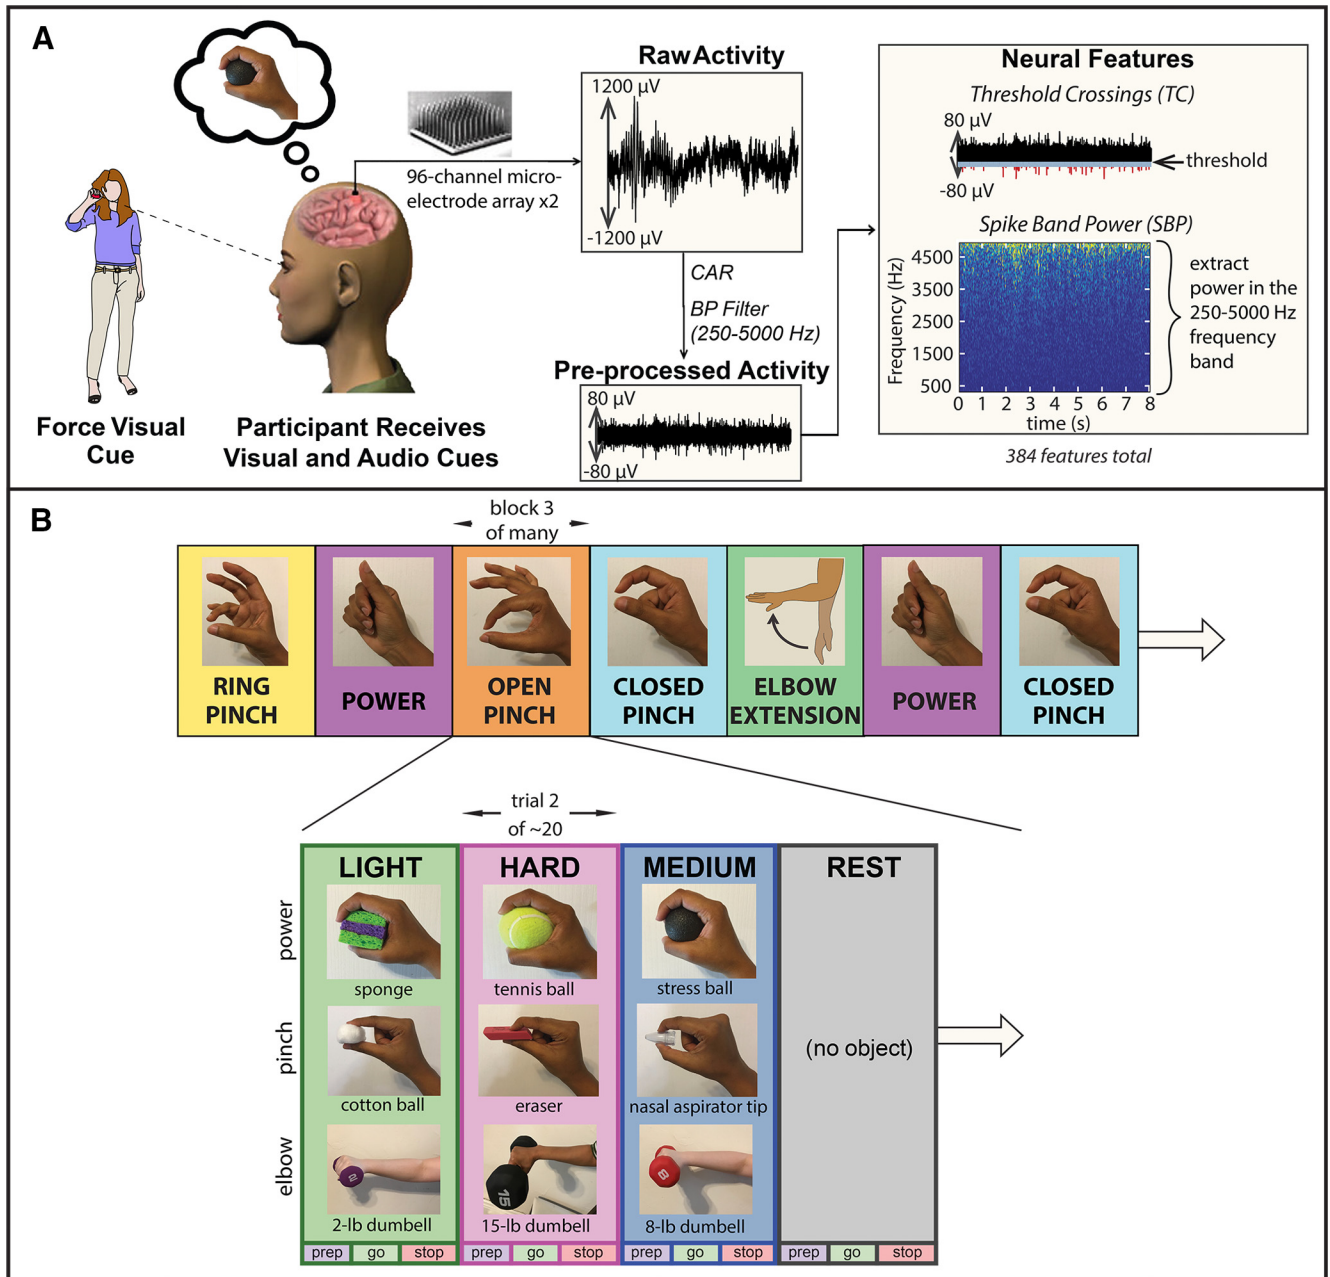 A
Force Visual
Cue
Participant Receives
Visual and Audio Cues
96-channel micro-
electrode array x2
Raw Activity
1200 µV
-1200 µV
CAR
BP Filter
(250-5000 Hz)
Pre-processed Activity
80 µV
-80 µV
Neural Features
Threshold Crossings (TC)
80 µV
-80 µV
threshold
Spike Band Power (SBP)
Frequency (Hz)
4500
3500
2500
1500
500
0 1 2 3 4 5 6 7 8
time (s)
extract
power in the
250-5000 Hz
frequency
band
384 features total
B
block 3
of many
RING
PINCH
POWER
OPEN
PINCH
CLOSED
PINCH
ELBOW
EXTENSION
POWER
CLOSED
PINCH
trial 2
of ~20
LIGHT
HARD
MEDIUM
REST
power
sponge
tennis ball
stress ball
pinch
cotton ball
eraser
nasal aspirator tip
(no object)
elbow
2
15
8
2-lb dumbell
15-lb dumbell
8-lb dumbell
prep go stop
prep go stop
prep go stop
prep go stop